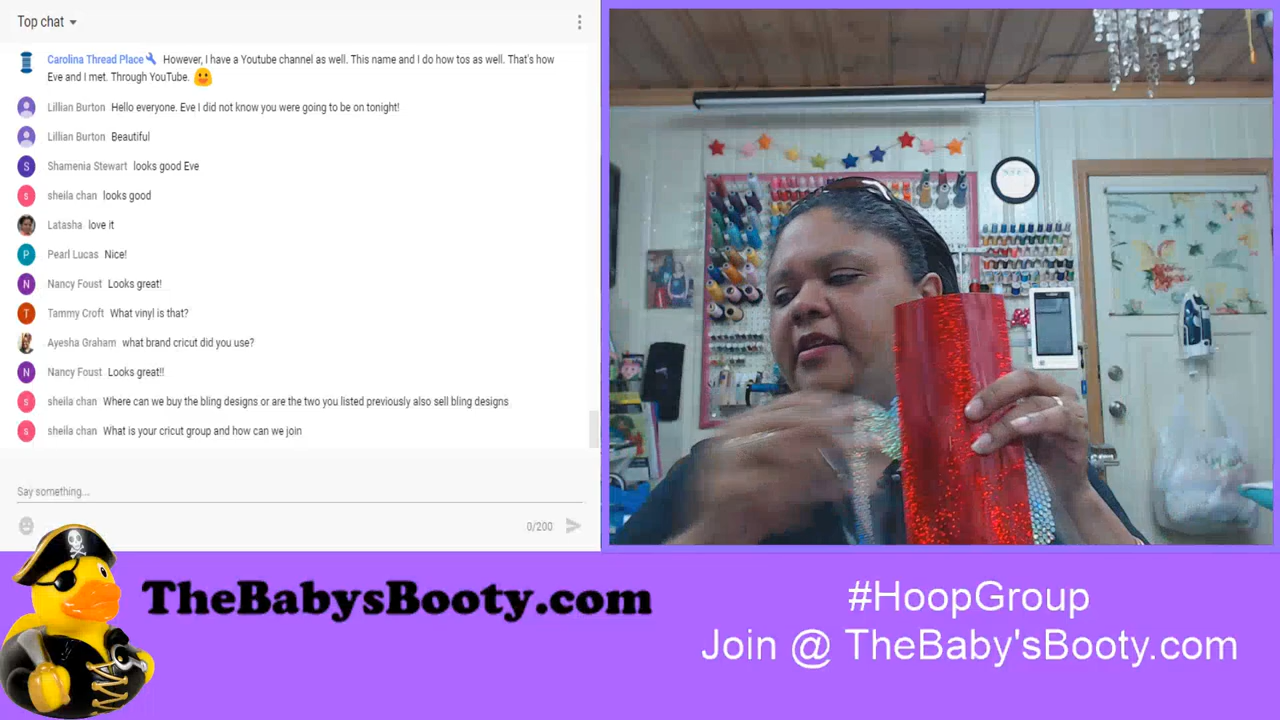 Top chat
Carolina Thread Place However, I have a Youtube channel as well. This name and I do how tos as well. That's how
Eve and I met. Through YouTube.
Lillian Burton Hello everyone. Eve I did not know you were going to be on tonight!
Lillian Burton Beautiful
S Shamenia Stewart looks good Eve
s sheila chan looks good
Latasha love it
P Pearl Lucas Nice!
N Nancy Foust Looks great!
T Tammy Croft What vinyl is that?
Ayesha Graham what brand cricut did you use?
N Nancy Foust Looks great!!
s sheila chan Where can we buy the bling designs or are the two you listed previously also sell bling designs
s sheila chan What is your cricut group and how can we join
Say something...
0/200
TheBabysBooty.com
#HoopGroup
Join @ TheBaby'sBooty.com